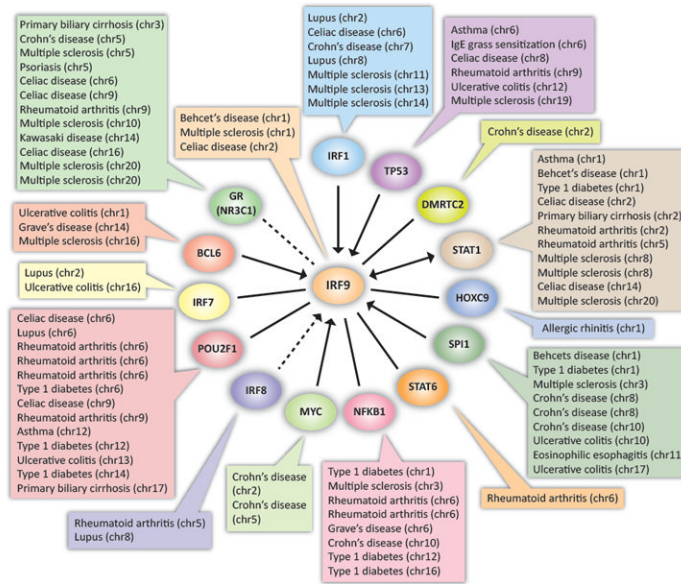 Primary biliary cirrhosis (chr3)
Crohn's disease (chr5)
Multiple sclerosis (chr5)
Psoriasis (chr5)
Celiac disease (chr6)
Celiac disease (chr9)
Rheumatoid arthritis (chr9)
Multiple sclerosis (chr10)
Kawasaki disease (chr14)
Celiac disease (chr16)
Multiple sclerosis (chr20)
Multiple sclerosis (chr20)
Behcet's disease (chr1)
Multiple sclerosis (chr1)
Celiac disease (chr2)
Lupus (chr2)
Celiac disease (chr6)
Crohn's disease (chr7)
Lupus (chr8)
Multiple sclerosis (chr11)
Multiple sclerosis (chr13)
Multiple sclerosis (chr14)
Asthma (chr6)
IgE grass sensitization (chr6)
Celiac disease (chr8)
Rheumatoid arthritis (chr9)
Ulcerative colitis (chr12)
Multiple sclerosis (chr19)
Crohn's disease (chr2)
Asthma (chr1)
Behcet's disease (chr1)
Type 1 diabetes (chr1)
Celiac disease (chr2)
Primary biliary cirrhosis (chr2)
Rheumatoid arthritis (chr2)
Rheumatoid arthritis (chr5)
Multiple sclerosis (chr8)
Multiple sclerosis (chr8)
Celiac disease (chr14)
Multiple sclerosis (chr20)
IRF1
TP53
DMRTC2
GR
(NR3C1)
STAT1
BCL6
IRF9
HOXC9
IRF7
SPI1
POU2F1
STAT6
IRF8
MYC
NFKB1
Ulcerative colitis (chr1)
Grave's disease (chr14)
Multiple sclerosis (chr16)
Lupus (chr2)
Ulcerative colitis (chr16)
Celiac disease (chr6)
Lupus (chr6)
Rheumatoid arthritis (chr6)
Rheumatoid arthritis (chr6)
Rheumatoid arthritis (chr6)
Type 1 diabetes (chr6)
Celiac disease (chr9)
Rheumatoid arthritis (chr9)
Asthma (chr12)
Type 1 diabetes (chr12)
Ulcerative colitis (chr13)
Type 1 diabetes (chr14)
Primary biliary cirrhosis (chr17)
Allergic rhinitis (chr1)
Behcets disease (chr1)
Type 1 diabetes (chr1)
Multiple sclerosis (chr3)
Crohn's disease (chr8)
Crohn's disease (chr8)
Crohn's disease (chr10)
Ulcerative colitis (chr10)
Eosinophilic esophagitis (chr11
Ulcerative colitis (chr17)
Rheumatoid arthritis (chr5)
Lupus (chr8)
Crohn's disease
(chr2)
Crohn's disease
(chr5)
Type 1 diabetes (chr1)
Multiple sclerosis (chr3)
Rheumatoid arthritis (chr6)
Rheumatoid arthritis (chr6)
Grave's disease (chr6)
Crohn's disease (chr10)
Type 1 diabetes (chr12)
Type 1 diabetes (chr16)
Rheumatoid arthritis (chr6)